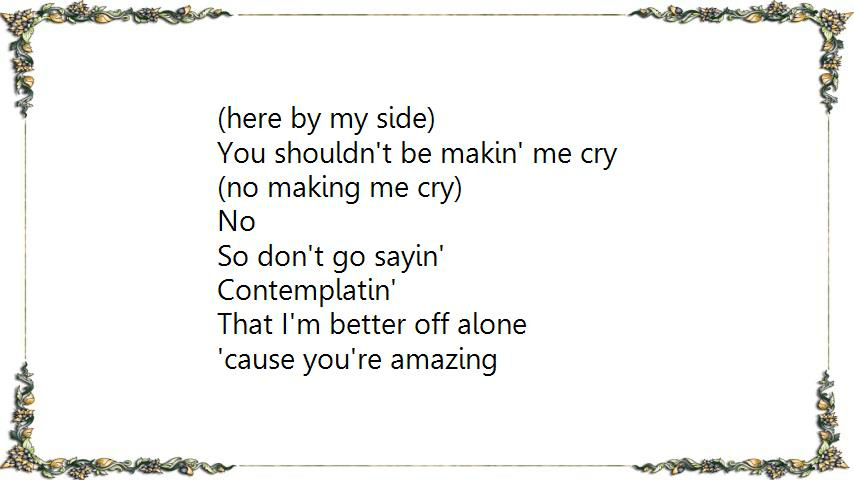 (here by my side)
You shouldn't be makin' me cry
(no making me cry)
No
So don't go sayin'
Contemplatin'
That I'm better off alone
'cause you're amazing